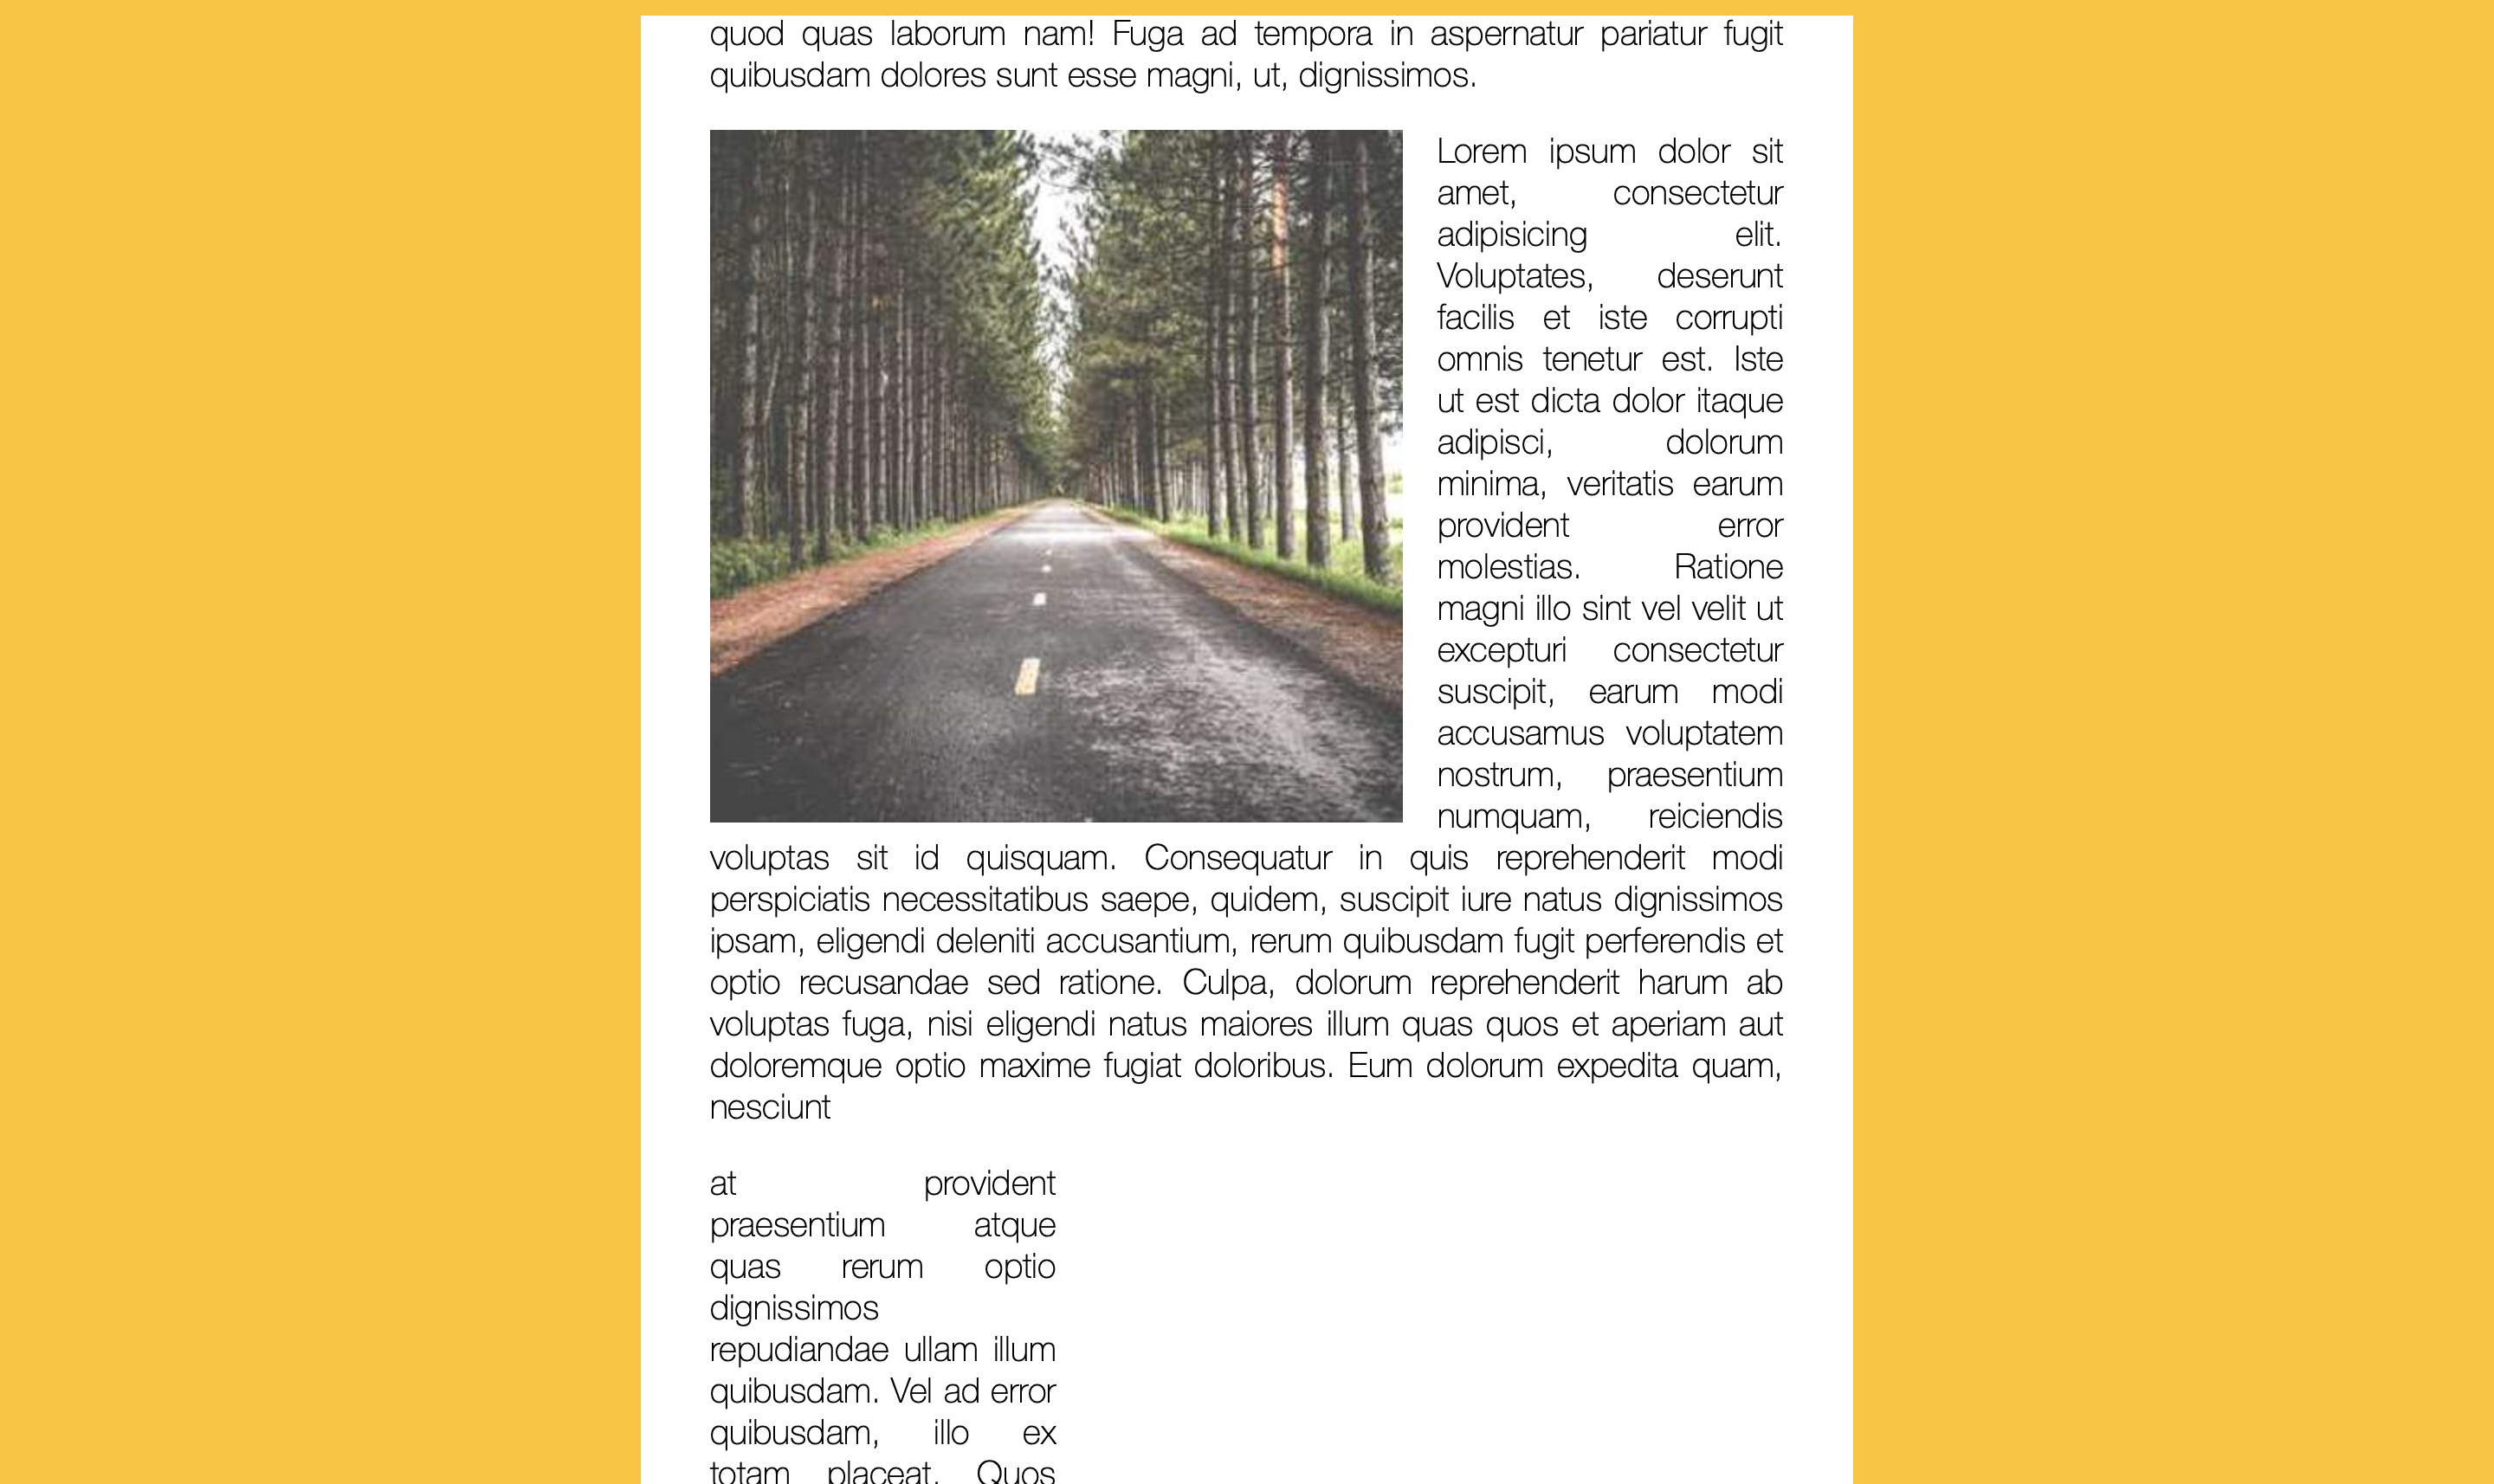 quod quas laborum nam! Fuga ad tempora in aspernatur pariatur fugit
quibusdam dolores sunt esse magni, ut, dignissimos.
Lorem ipsum dolor sit
amet, consectetur
adipisicing elit.
Voluptates, deserunt
facilis et iste corrupti
omnis tenetur est. Iste
ut est dicta dolor itaque
adipisci, dolorum
minima, veritatis earum
provident error
molestias. Ratione
magni illo sint vel velit ut
excepturi consectetur
suscipit, earum modi
accusamus voluptatem
nostrum, praesentium
numquam, reiciendis
voluptas sit id quisquam. Consequatur in quis reprehenderit modi
perspiciatis necessitatibus saepe, quidem, suscipit iure natus dignissimos
ipsam, eligendi deleniti accusantium, rerum quibusdam fugit perferendis et
optio recusandae sed ratione. Culpa, dolorum reprehenderit harum ab
voluptas fuga, nisi eligendi natus maiores illum quas quos et aperiam aut
doloremque optio maxime fugiat doloribus. Eum dolorum expedita quam,
nesciunt
at provident
praesentium atque
quas rerum optio
dignissimos
repudiandae ullam illum
quibusdam. Vel ad error
quibusdam, illo ex
totam placeat. Quos